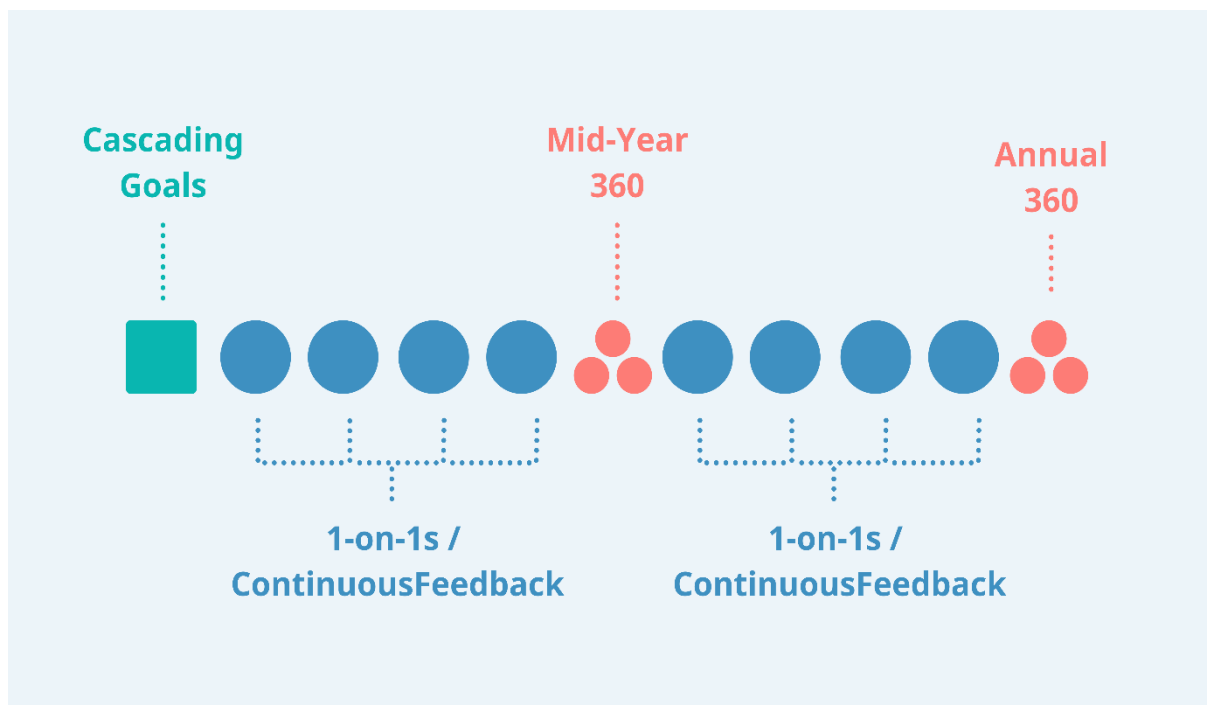 Cascading
Goals
Mid-Year
360
Annual
360
1-on-1s /
ContinuousFeedback
1-on-1s /
ContinuousFeedback